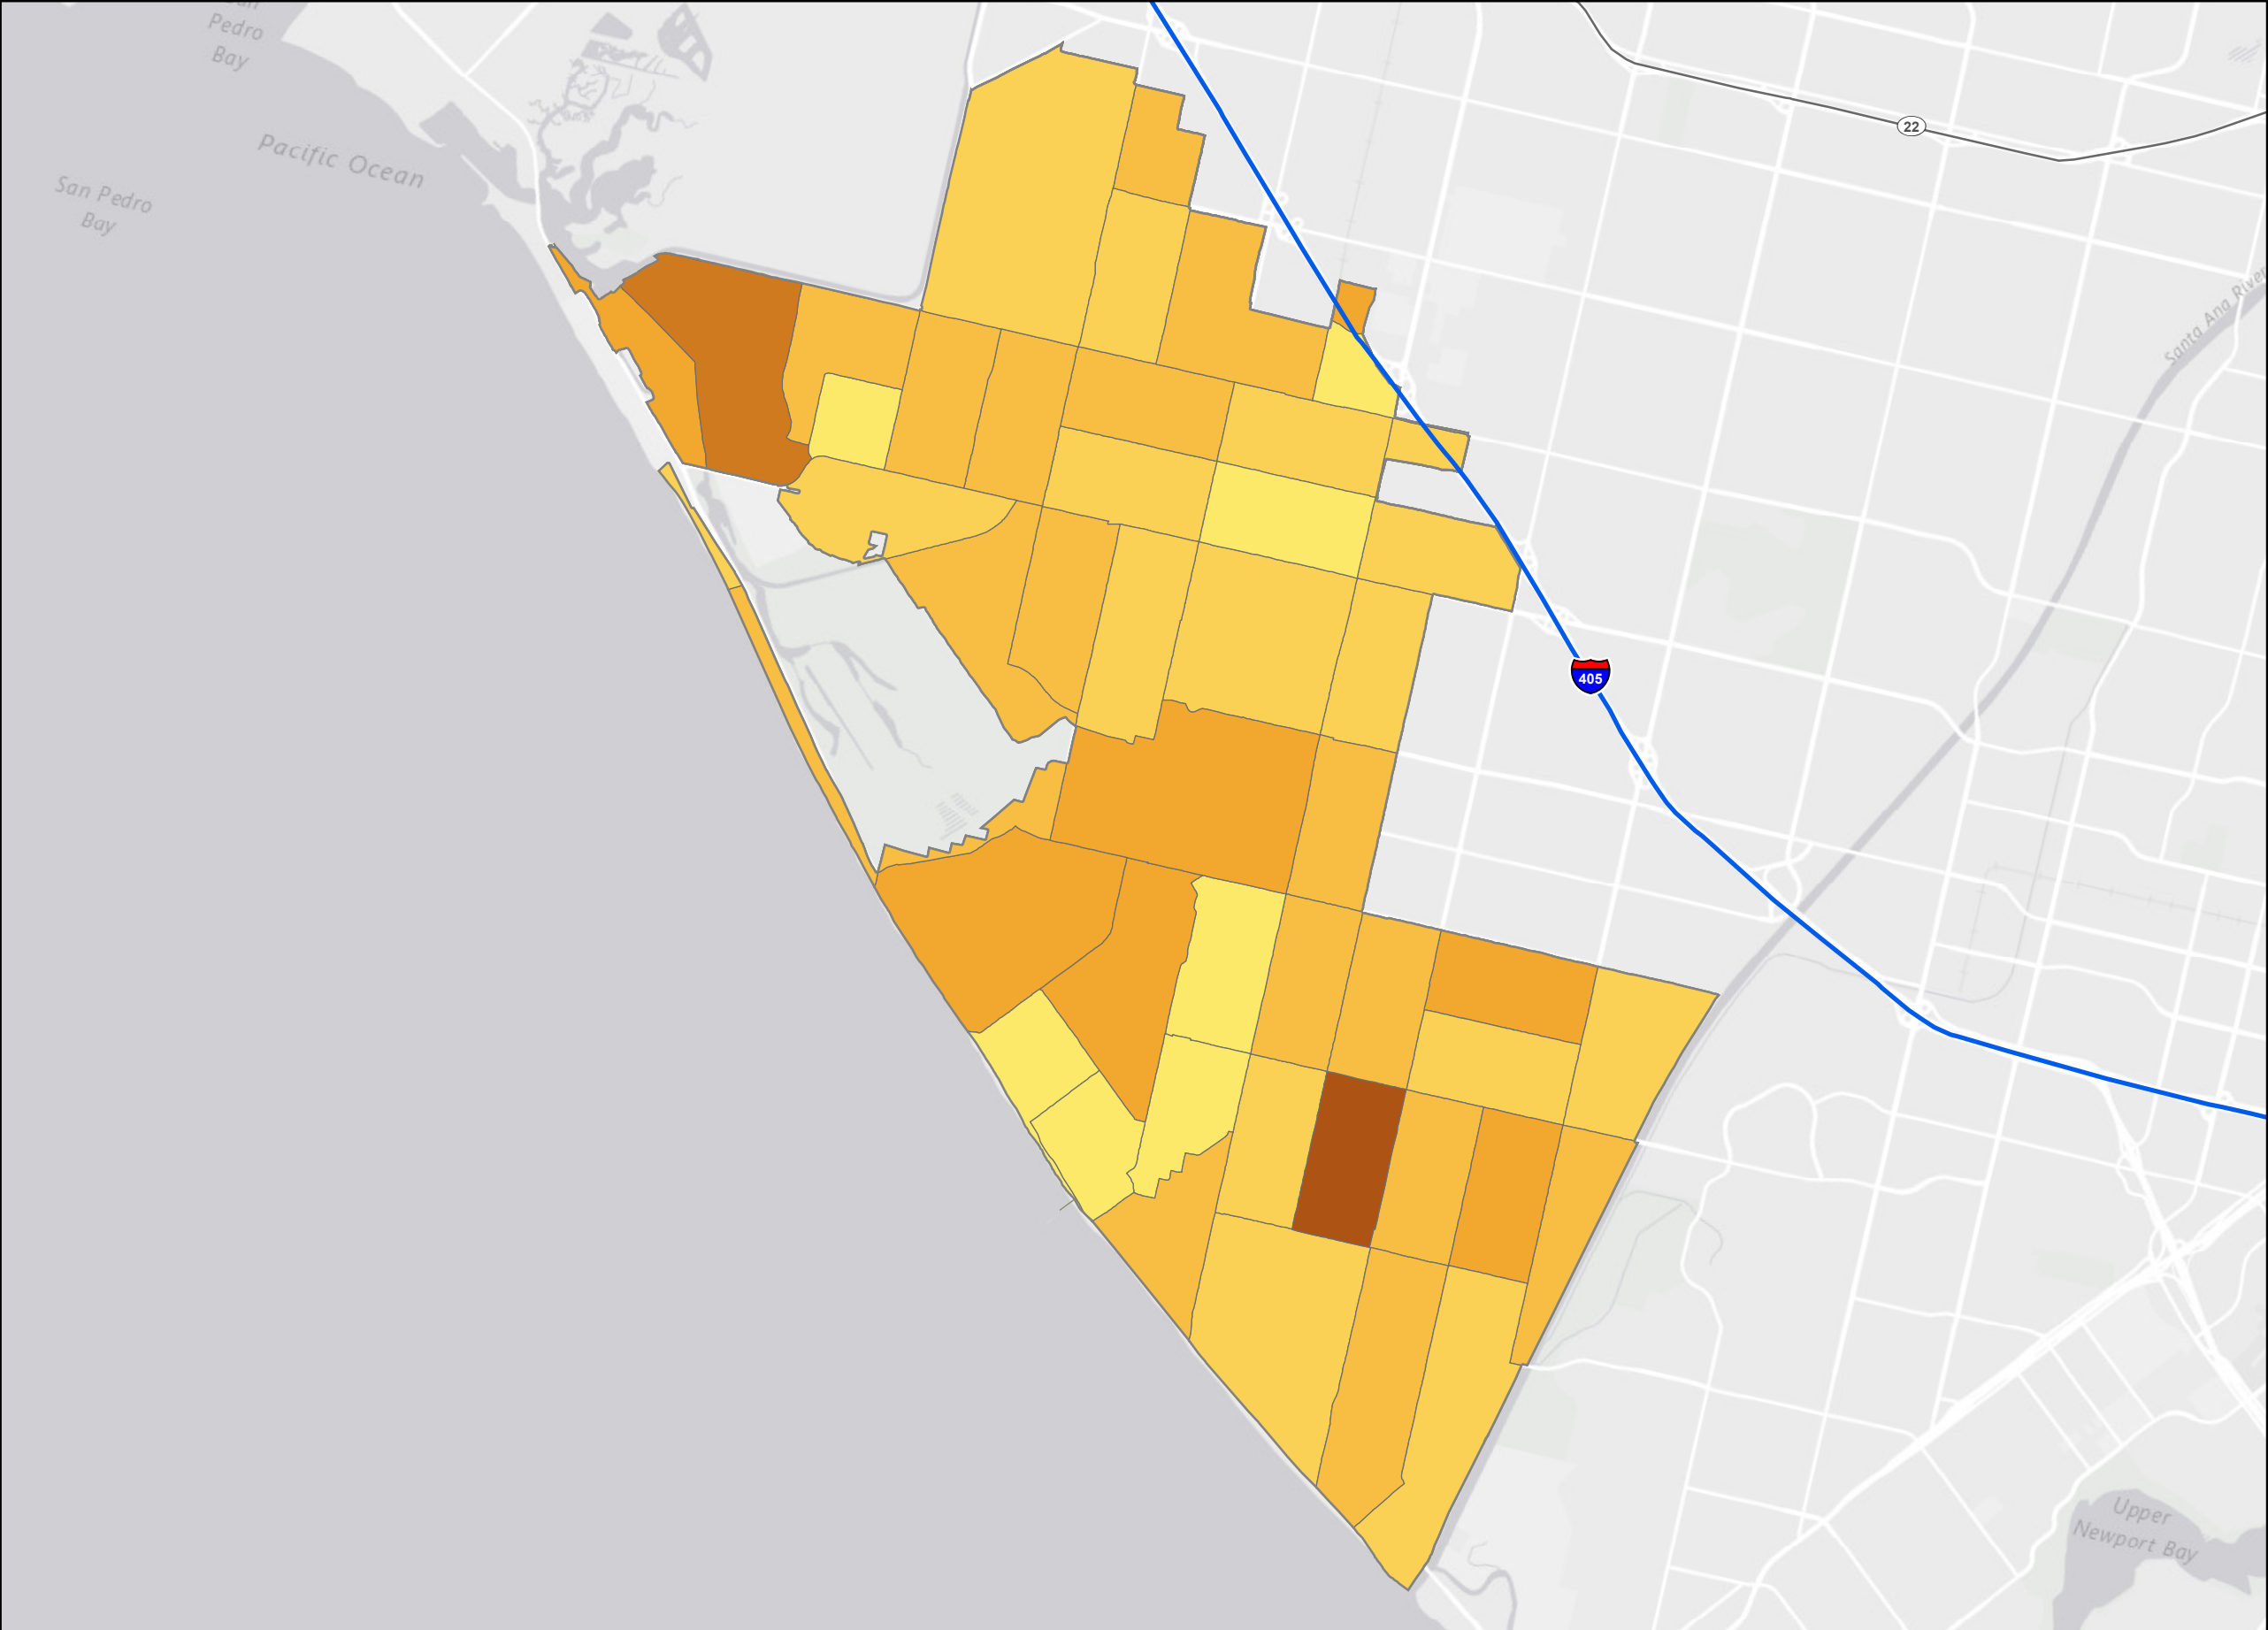 Pedro
Bay
Pacific Ocean
San Pedro
Bay
22
Santa Ana River
405
Upper
Newport Bay